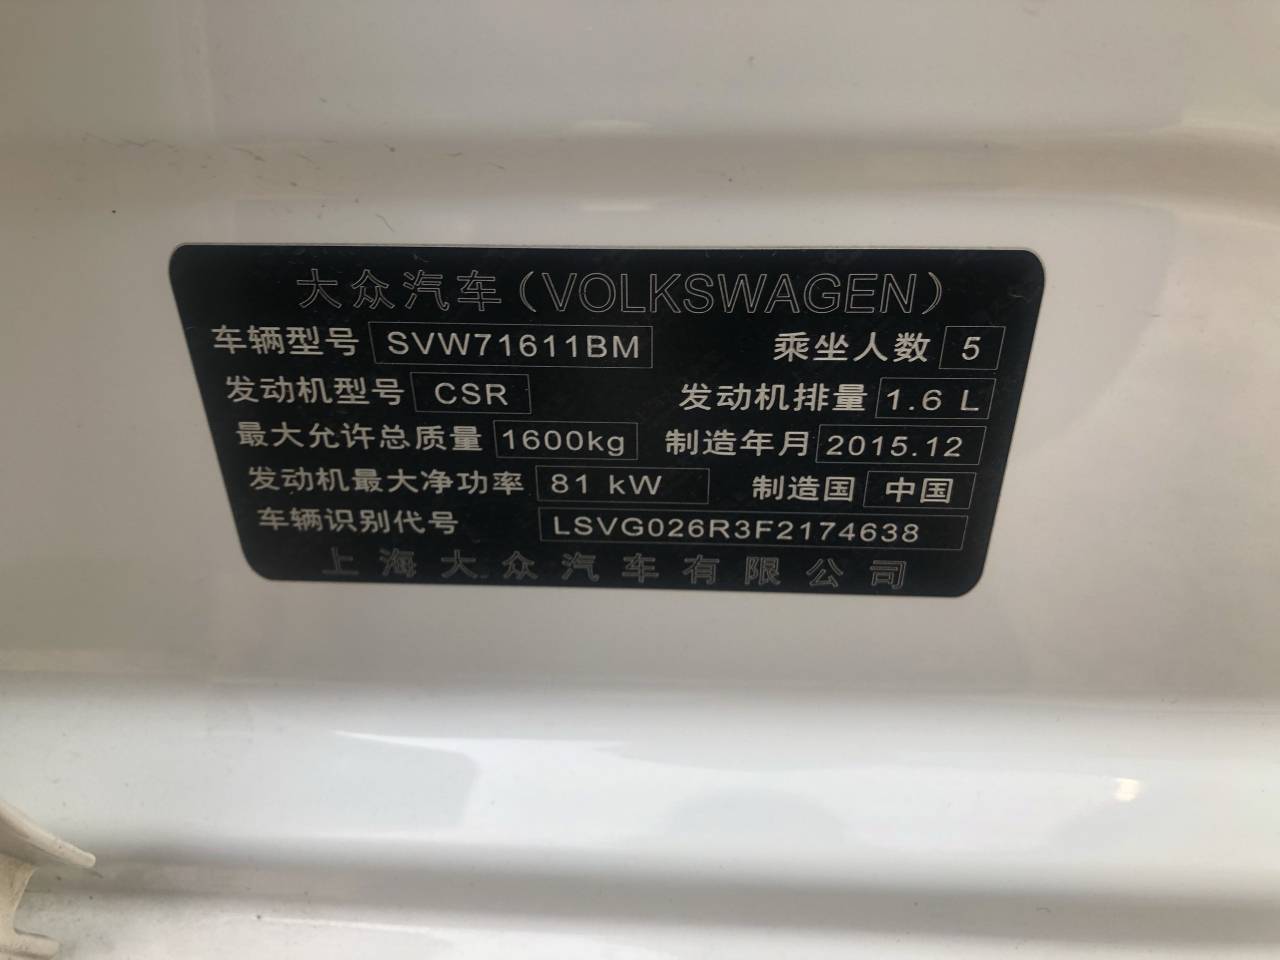 大众汽车(VOLKSWAGEN)
车辆型号 SVW71611BM 乘坐人数 5
发动机型号 CSR 发动机排量 1.6 L
最大允许总质量 1600kg 制造年月 2015.12
发动机最大净功率 81 kW 制造国 中国
车辆识别代号 LSVG026R3F2174638
上海大众汽车有限公司